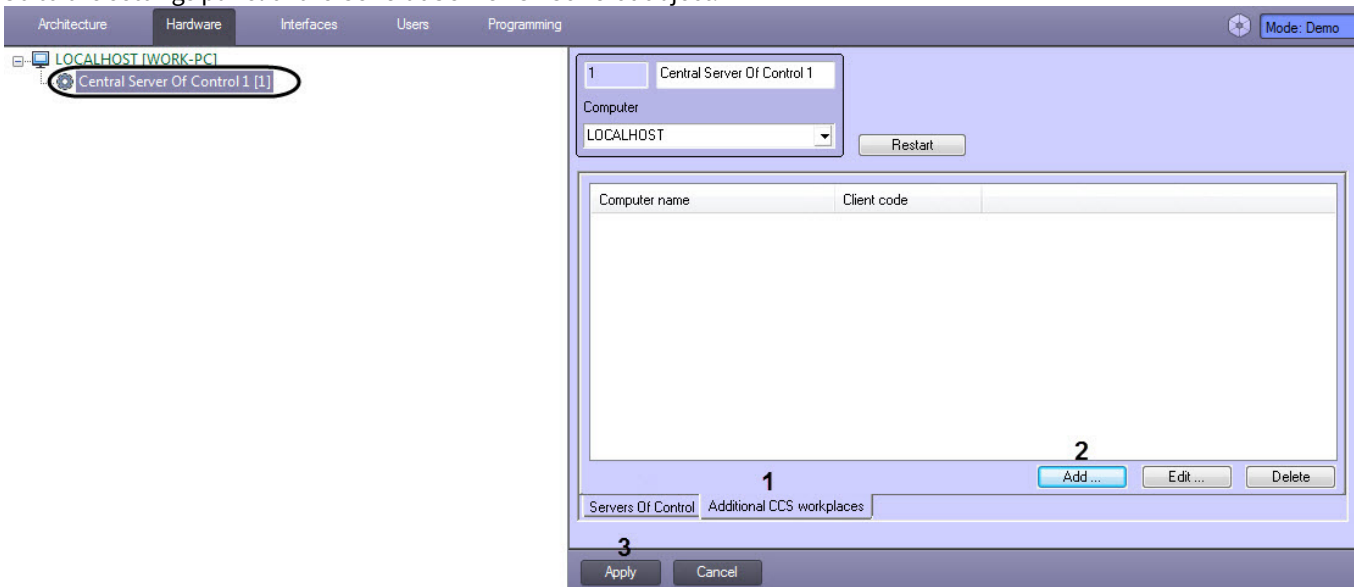 Architecture Hardware Interfaces Users Programming Mode: Demo
LOCALHOST [WORK-PC]
Central Server Of Control 1 [1]
1 Central Server Of Control 1
Computer
LOCALHOST
Restart
Computer name Client code
2
Add ... Edit ... Delete
1
Servers Of Control Additional CCS workplaces
3
Apply Cancel